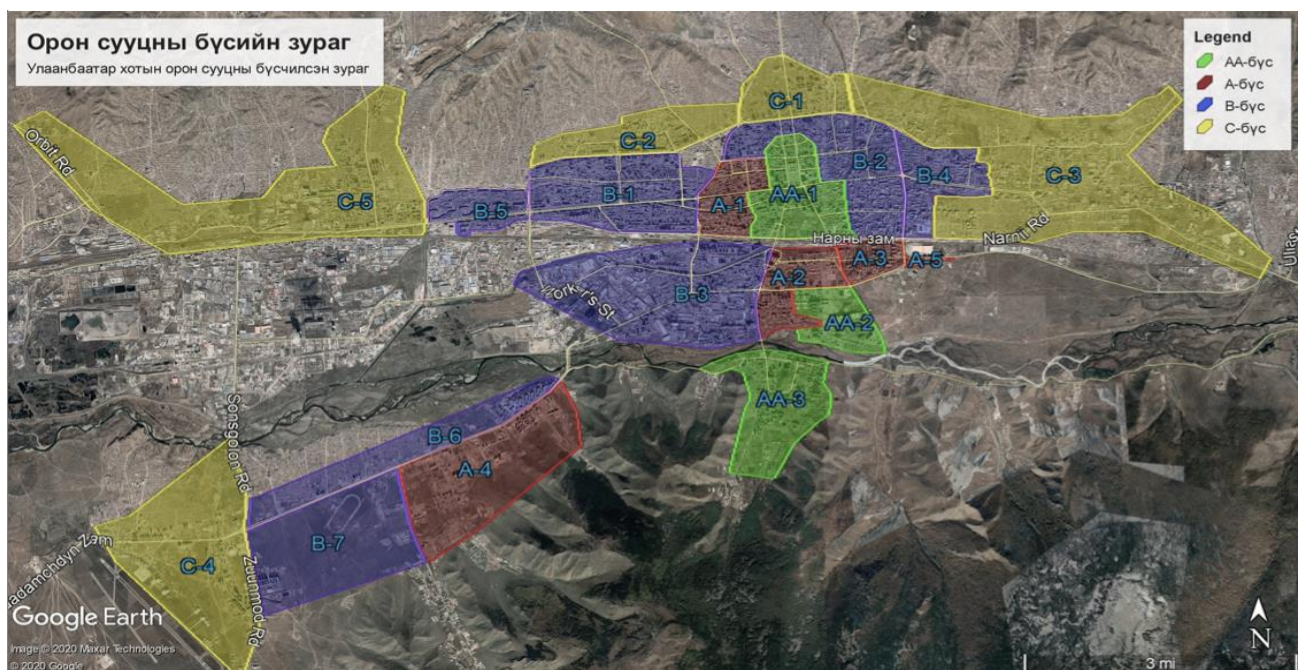 Орон сууцны бүсийн зураг
Улаанбаатар хотын орон сууцны бүсчилсэн зураг
Legend
АА-бүс
А-бүс
В-бүс
С-бүс
C-1
C-2
Orbit Rd
C-5
B-5
B-1
A-1
AA-1
B-2
B-4
C-3
Нарны зам
Narnii Rd
A-2
A-3
A-5
B-3
AA-2
AA-3
Sonsgolon Rd
B-6
A-4
B-7
C-4
Zuunmod Rd
Google Earth
Image © 2020 Maxar Technologies
© 2020 Google
N
3 mi